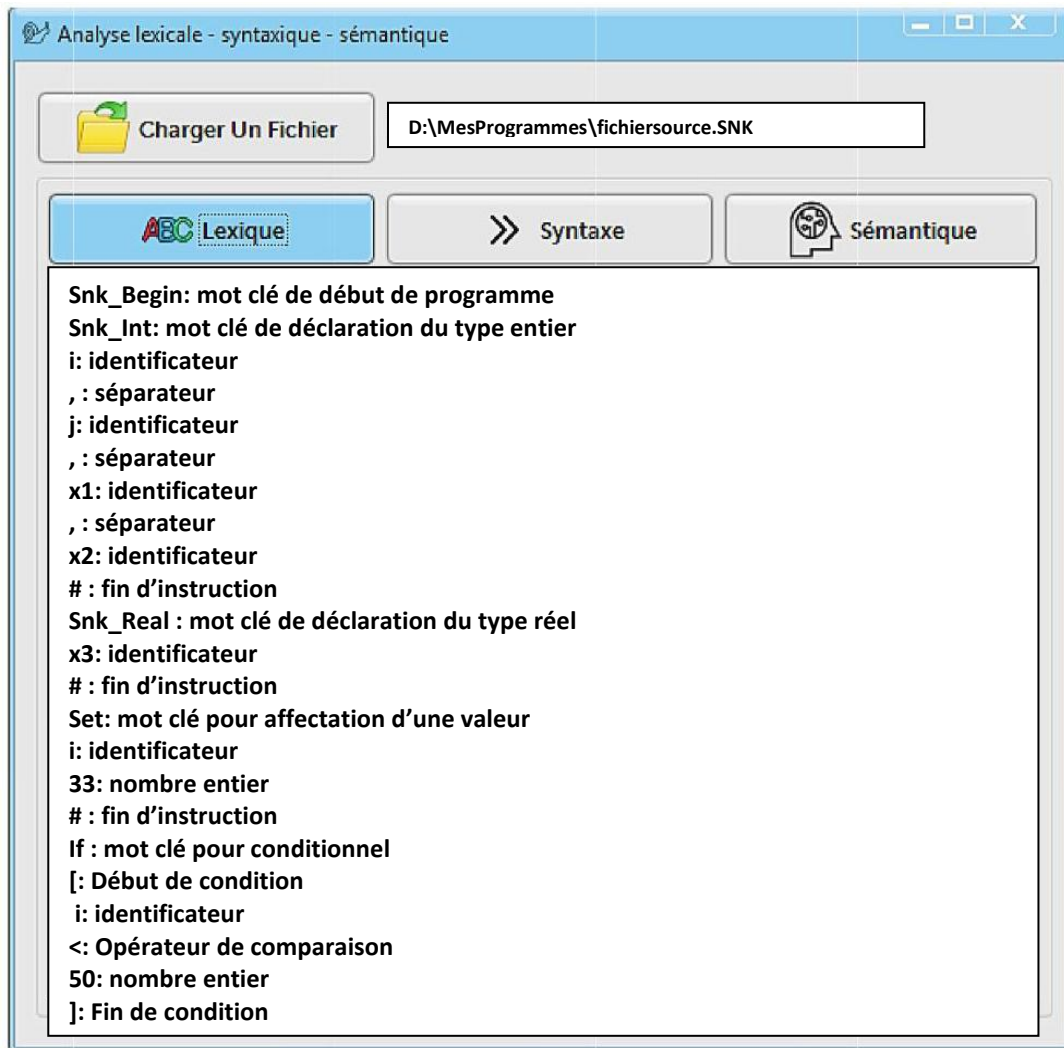 Analyse lexicale - syntaxique - sémantique
Charger Un Fichier
D:\MesProgrammes\fichiersource.SNK
ABC Lexique
Syntaxe
Sémantique
Snk_Begin: mot clé de début de programme
Snk_Int: mot clé de déclaration du type entier
i: identificateur
, : séparateur
j: identificateur
, : séparateur
x1: identificateur
, : séparateur
x2: identificateur
# : fin d’instruction
Snk_Real : mot clé de déclaration du type réel
x3: identificateur
# : fin d’instruction
Set: mot clé pour affectation d’une valeur
i: identificateur
33: nombre entier
# : fin d’instruction
If : mot clé pour conditionnel
[: Début de condition
i: identificateur
<: Opérateur de comparaison
50: nombre entier
]: Fin de condition